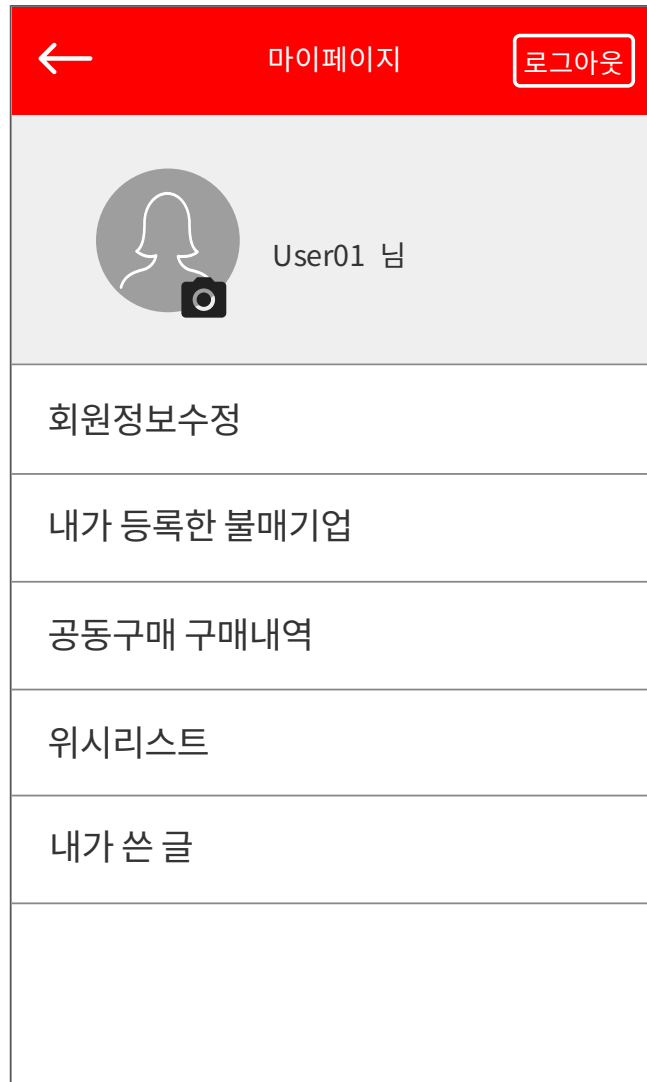 마이페이지
로그아웃
User01 님
회원정보수정
내가 등록한 불매기업
공동구매 구매내역
위시리스트
내가 쓴 글